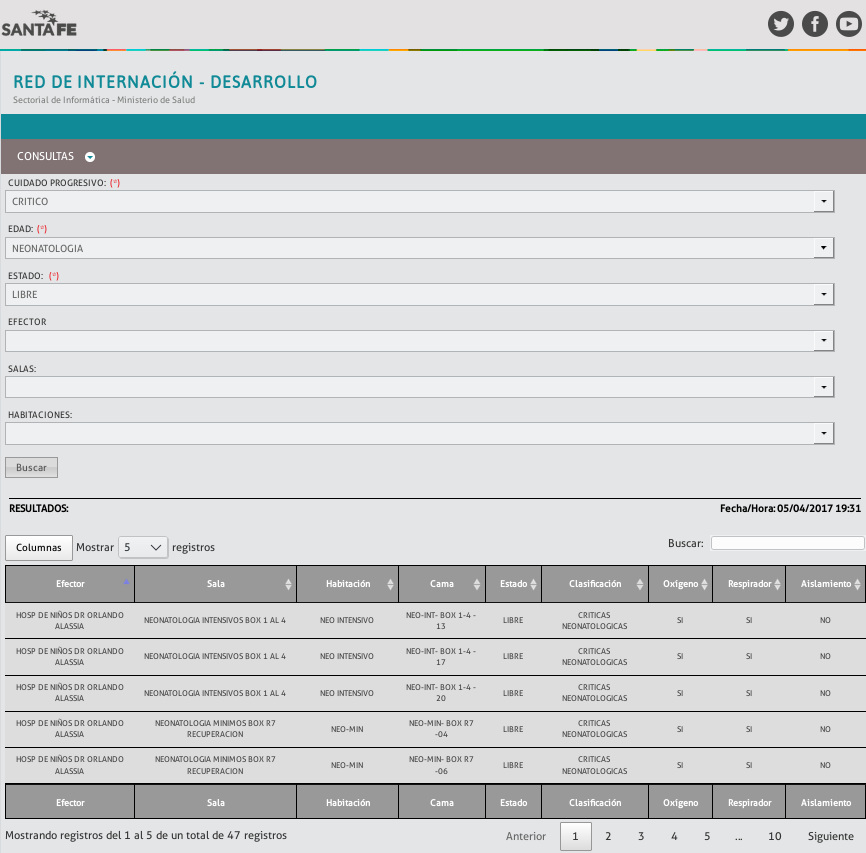 SANTA FE
RED DE INTERNACIÓN - DESARROLLO
Sectorial de Informática - Ministerio de Salud
CONSULTAS
CUIDADO PROGRESIVO: (*)
CRITICO
EDAD: (*)
NEONATOLOGIA
ESTADO: (*)
LIBRE
EFECTOR
SALAS:
HABITACIONES:
Buscar
RESULTADOS: Fecha/Hora: 05/04/2017 19:31
Columnas Mostrar 5 registros Buscar:
Efector Sala Habitación Cama Estado Clasificación Oxígeno Respirador Aislamiento
HOSP DE NIÑOS DR ORLANDO ALASSIA NEONATOLOGIA INTENSIVOS BOX 1 AL 4 NEO INTENSIVO NEO-INT- BOX 1-4 - 13 LIBRE CRITICAS NEONATOLOGICAS SI SI NO
HOSP DE NIÑOS DR ORLANDO ALASSIA NEONATOLOGIA INTENSIVOS BOX 1 AL 4 NEO INTENSIVO NEO-INT- BOX 1-4 - 17 LIBRE CRITICAS NEONATOLOGICAS SI SI NO
HOSP DE NIÑOS DR ORLANDO ALASSIA NEONATOLOGIA INTENSIVOS BOX 1 AL 4 NEO INTENSIVO NEO-INT- BOX 1-4 - 20 LIBRE CRITICAS NEONATOLOGICAS SI SI NO
HOSP DE NIÑOS DR ORLANDO ALASSIA NEONATOLOGIA MINIMOS BOX R7 RECUPERACION NEO-MIN NEO-MIN- BOX R7 -04 LIBRE CRITICAS NEONATOLOGICAS SI SI NO
HOSP DE NIÑOS DR ORLANDO ALASSIA NEONATOLOGIA MINIMOS BOX R7 RECUPERACION NEO-MIN NEO-MIN- BOX R7 -06 LIBRE CRITICAS NEONATOLOGICAS SI SI NO
Efector Sala Habitación Cama Estado Clasificación Oxígeno Respirador Aislamiento
Mostrando registros del 1 al 5 de un total de 47 registros Anterior 1 2 3 4 5 ... 10 Siguiente